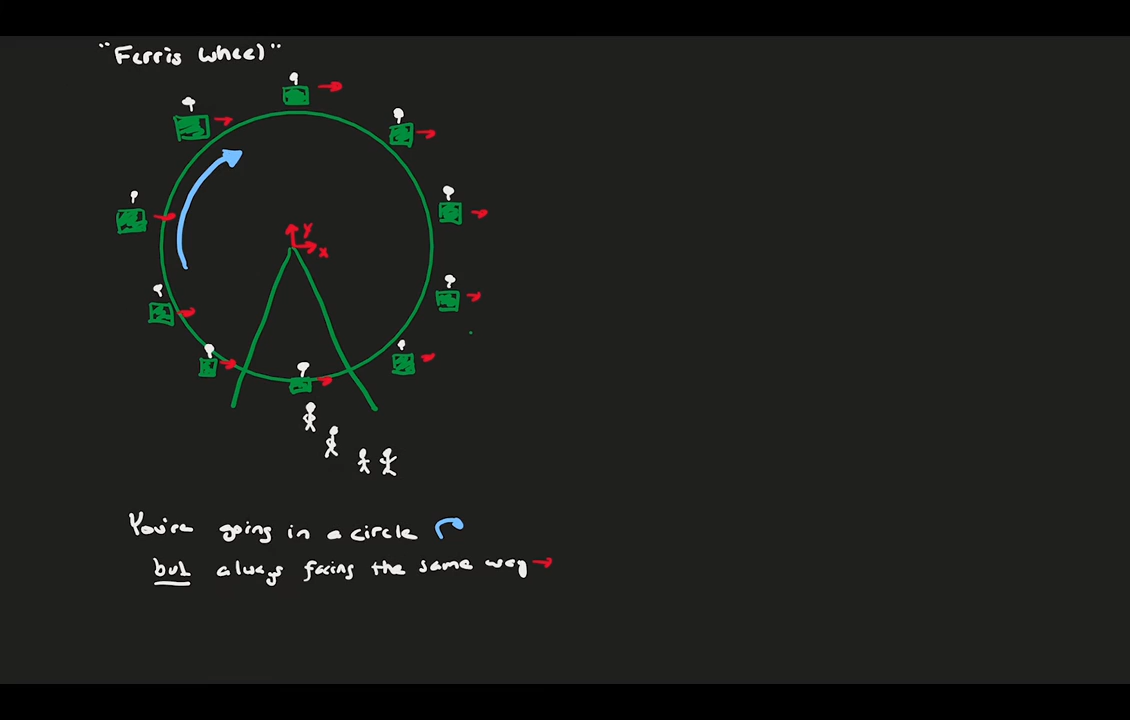 "Ferris Wheel"
y
x
You're going in a circle
but always facing the same way